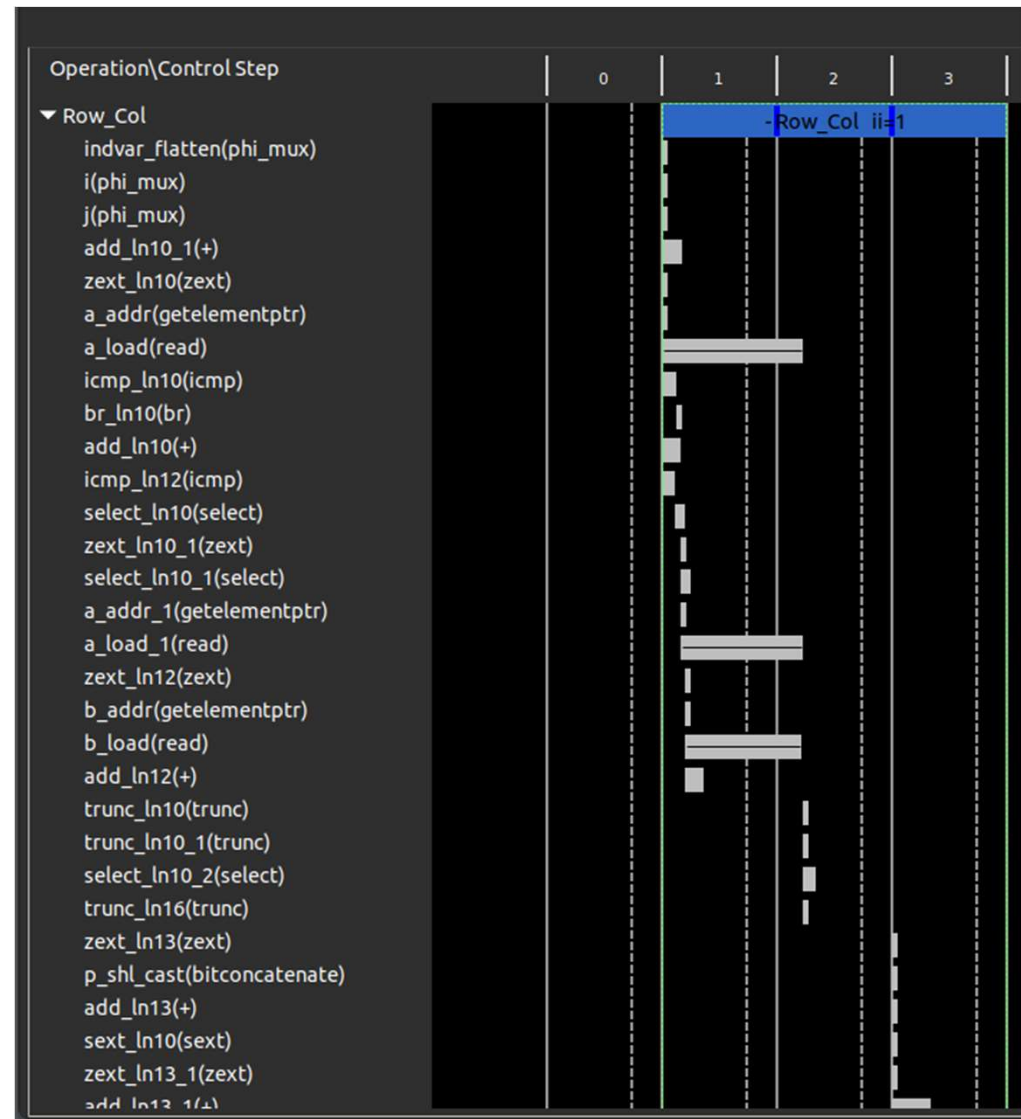 Operation\Control Step 0 1 2 3
Row_Col -Row_Col ii=1
indvar_flatten(phi_mux)
i(phi_mux)
j(phi_mux)
add_ln10_1(+)
zext_ln10(zext)
a_addr(getelementptr)
a_load(read)
icmp_ln10(icmp)
br_ln10(br)
add_ln10(+)
icmp_ln12(icmp)
select_ln10(select)
zext_ln10_1(zext)
select_ln10_1(select)
a_addr_1(getelementptr)
a_load_1(read)
zext_ln12(zext)
b_addr(getelementptr)
b_load(read)
add_ln12(+)
trunc_ln10(trunc)
trunc_ln10_1(trunc)
select_ln10_2(select)
trunc_ln16(trunc)
zext_ln13(zext)
p_shl_cast(bitconcatenate)
add_ln13(+)
sext_ln10(sext)
zext_ln13_1(zext)
add_ln13_1(+)